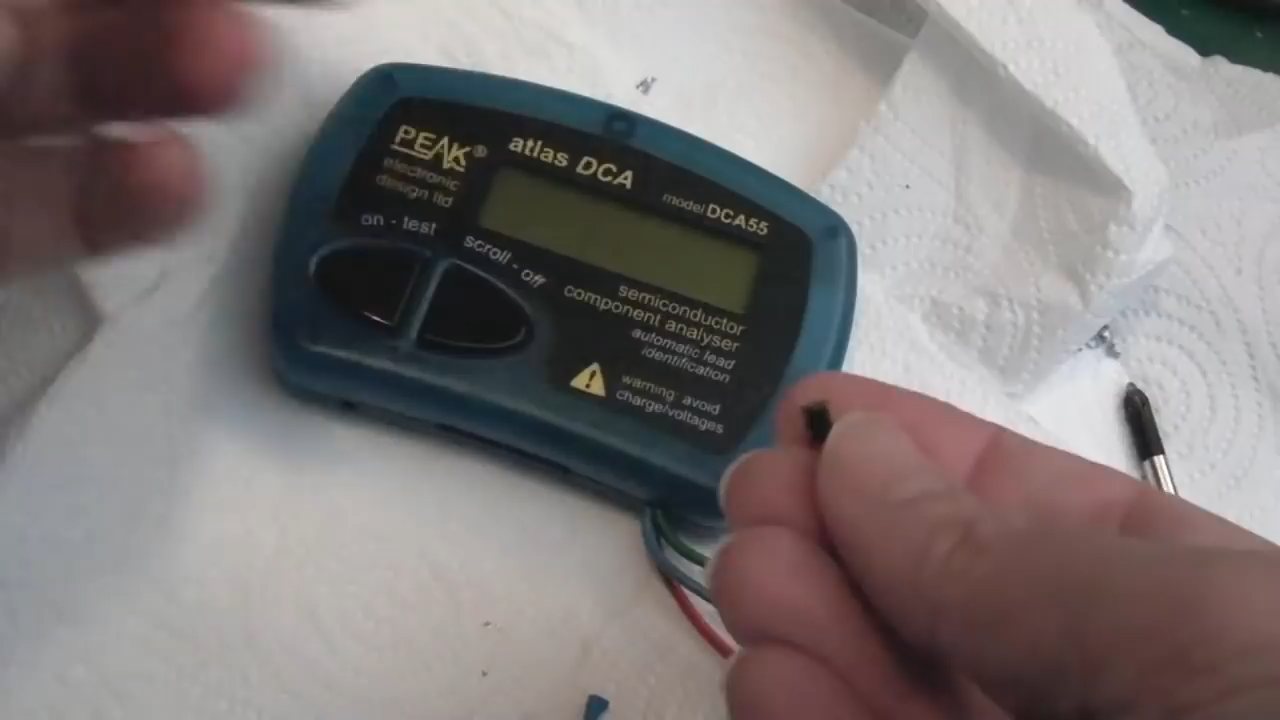 PEAK®
electronic
design ltd
atlas DCA
model DCA55
on - test
scroll - off
semiconductor
component analyser
automatic lead
identification
warning avoid
charge/voltages